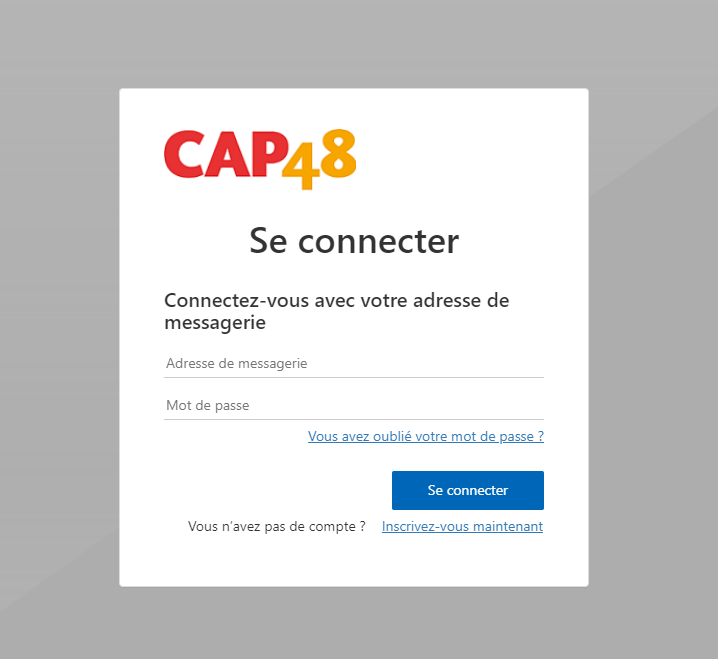 CAP48
Se connecter
Connectez-vous avec votre adresse de
messagerie
Adresse de messagerie
Mot de passe
Vous avez oublié votre mot de passe ?
Se connecter
Vous n’avez pas de compte ? Inscrivez-vous maintenant